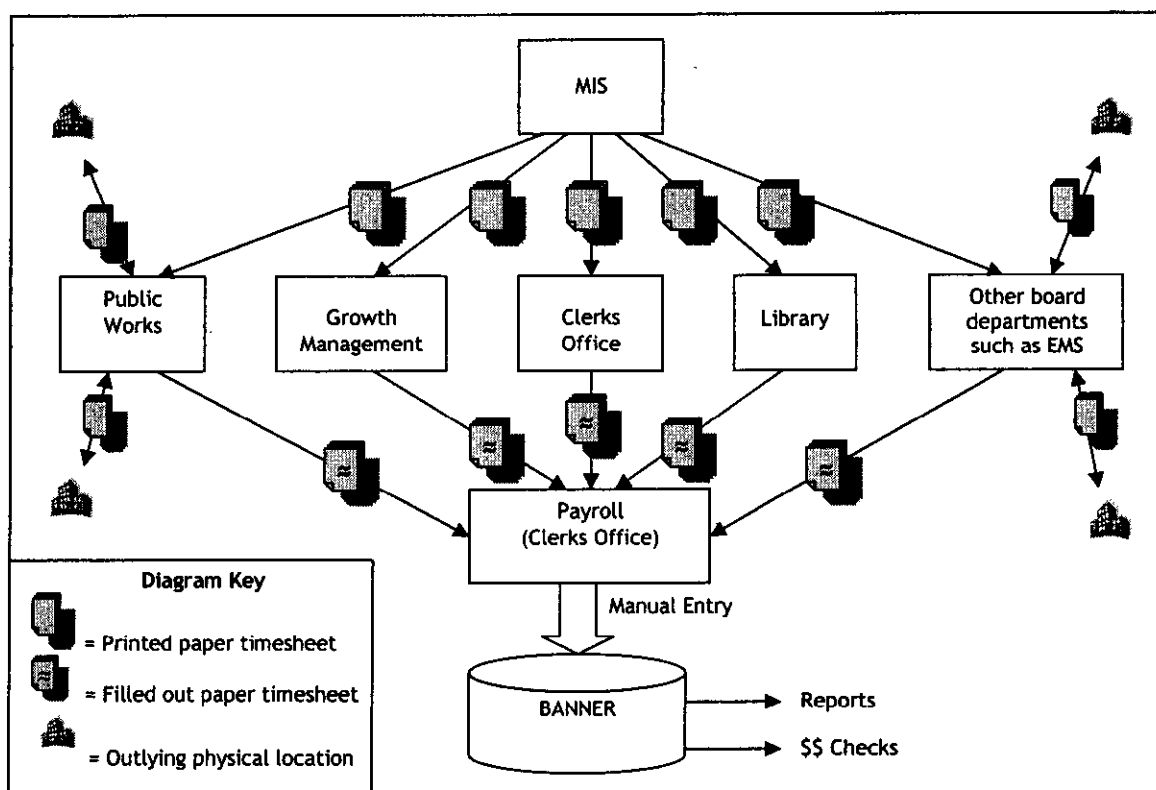 MIS
Public
Works
Growth
Management
Clerks
Office
Library
Other board
departments
such as EMS
Payroll
(Clerks Office)
Manual Entry
BANNER
Reports
$$ Checks
Diagram Key
= Printed paper timesheet
= Filled out paper timesheet
= Outlying physical location